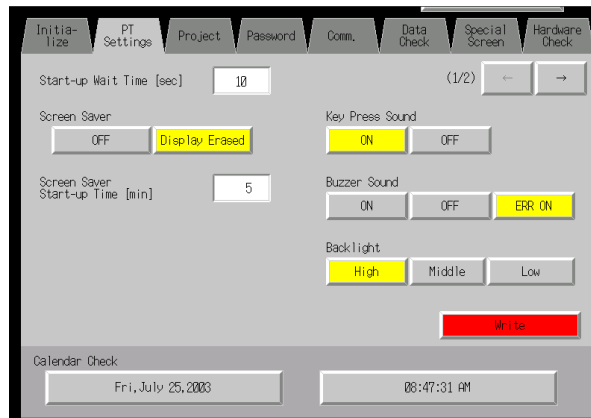 Initia-
lize
PT
Settings
Project
Password
Comm.
Data
Check
Special
Screen
Hardware
Check
Start-up Wait Time [sec]
10
(1/2)
←
→
Screen Saver
OFF
Display Erased
Key Press Sound
ON
OFF
Screen Saver
Start-up Time [min]
5
Buzzer Sound
ON
OFF
ERR ON
Backlight
High
Middle
Low
Write
Calendar Check
Fri,July 25,2003
08:47:31 AM